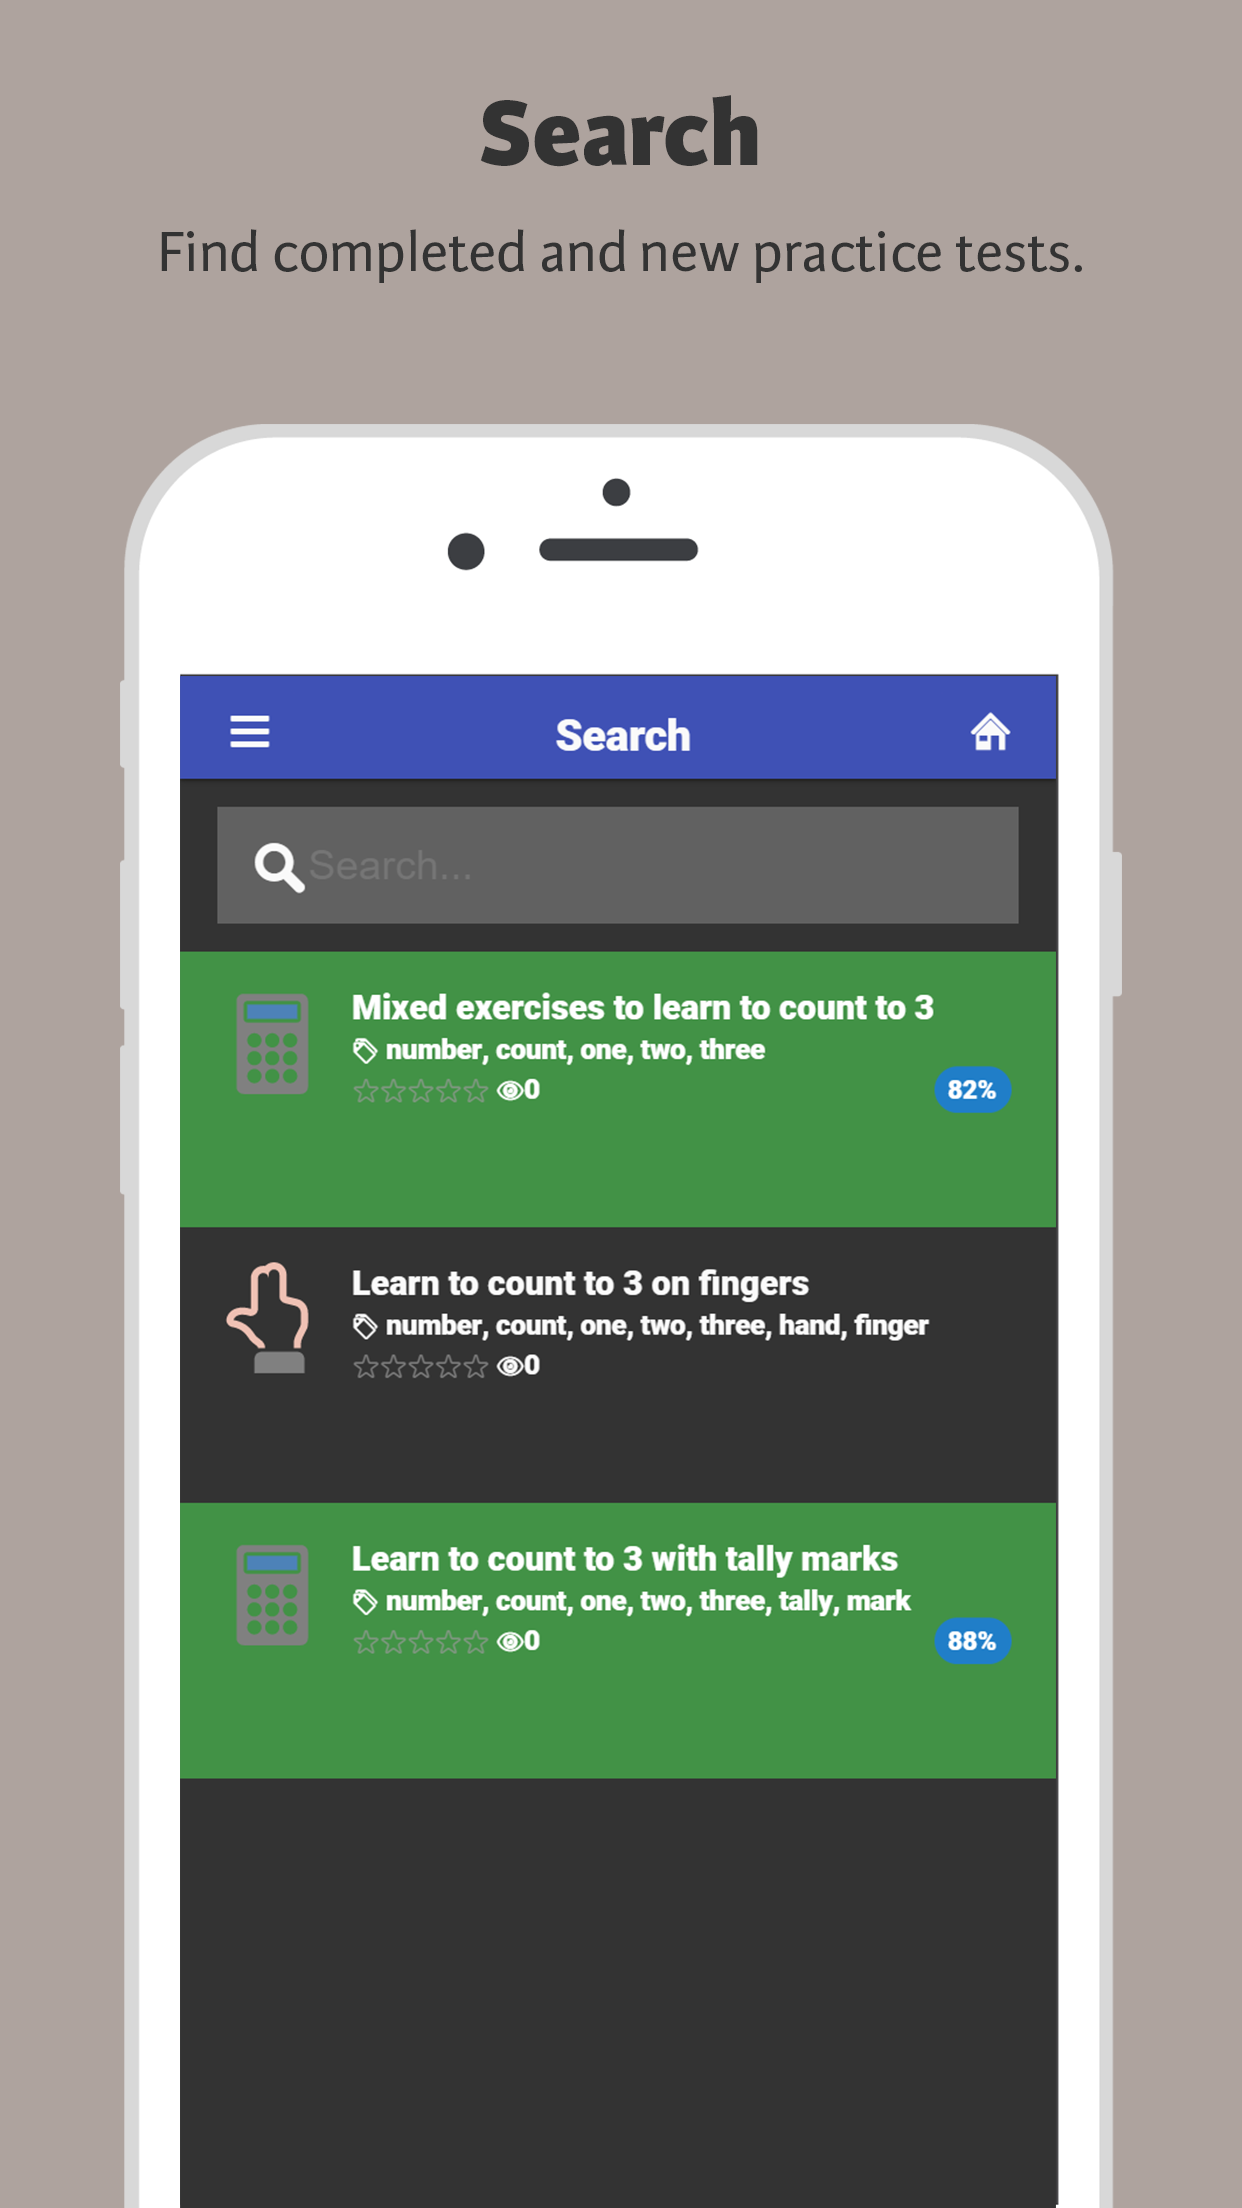 Search
Find completed and new practice tests.
Search
Search...
Mixed exercises to learn to count to 3
number, count, one, two, three
0
82%
Learn to count to 3 on fingers
number, count, one, two, three, hand, finger
0
Learn to count to 3 with tally marks
number, count, one, two, three, tally, mark
0
88%